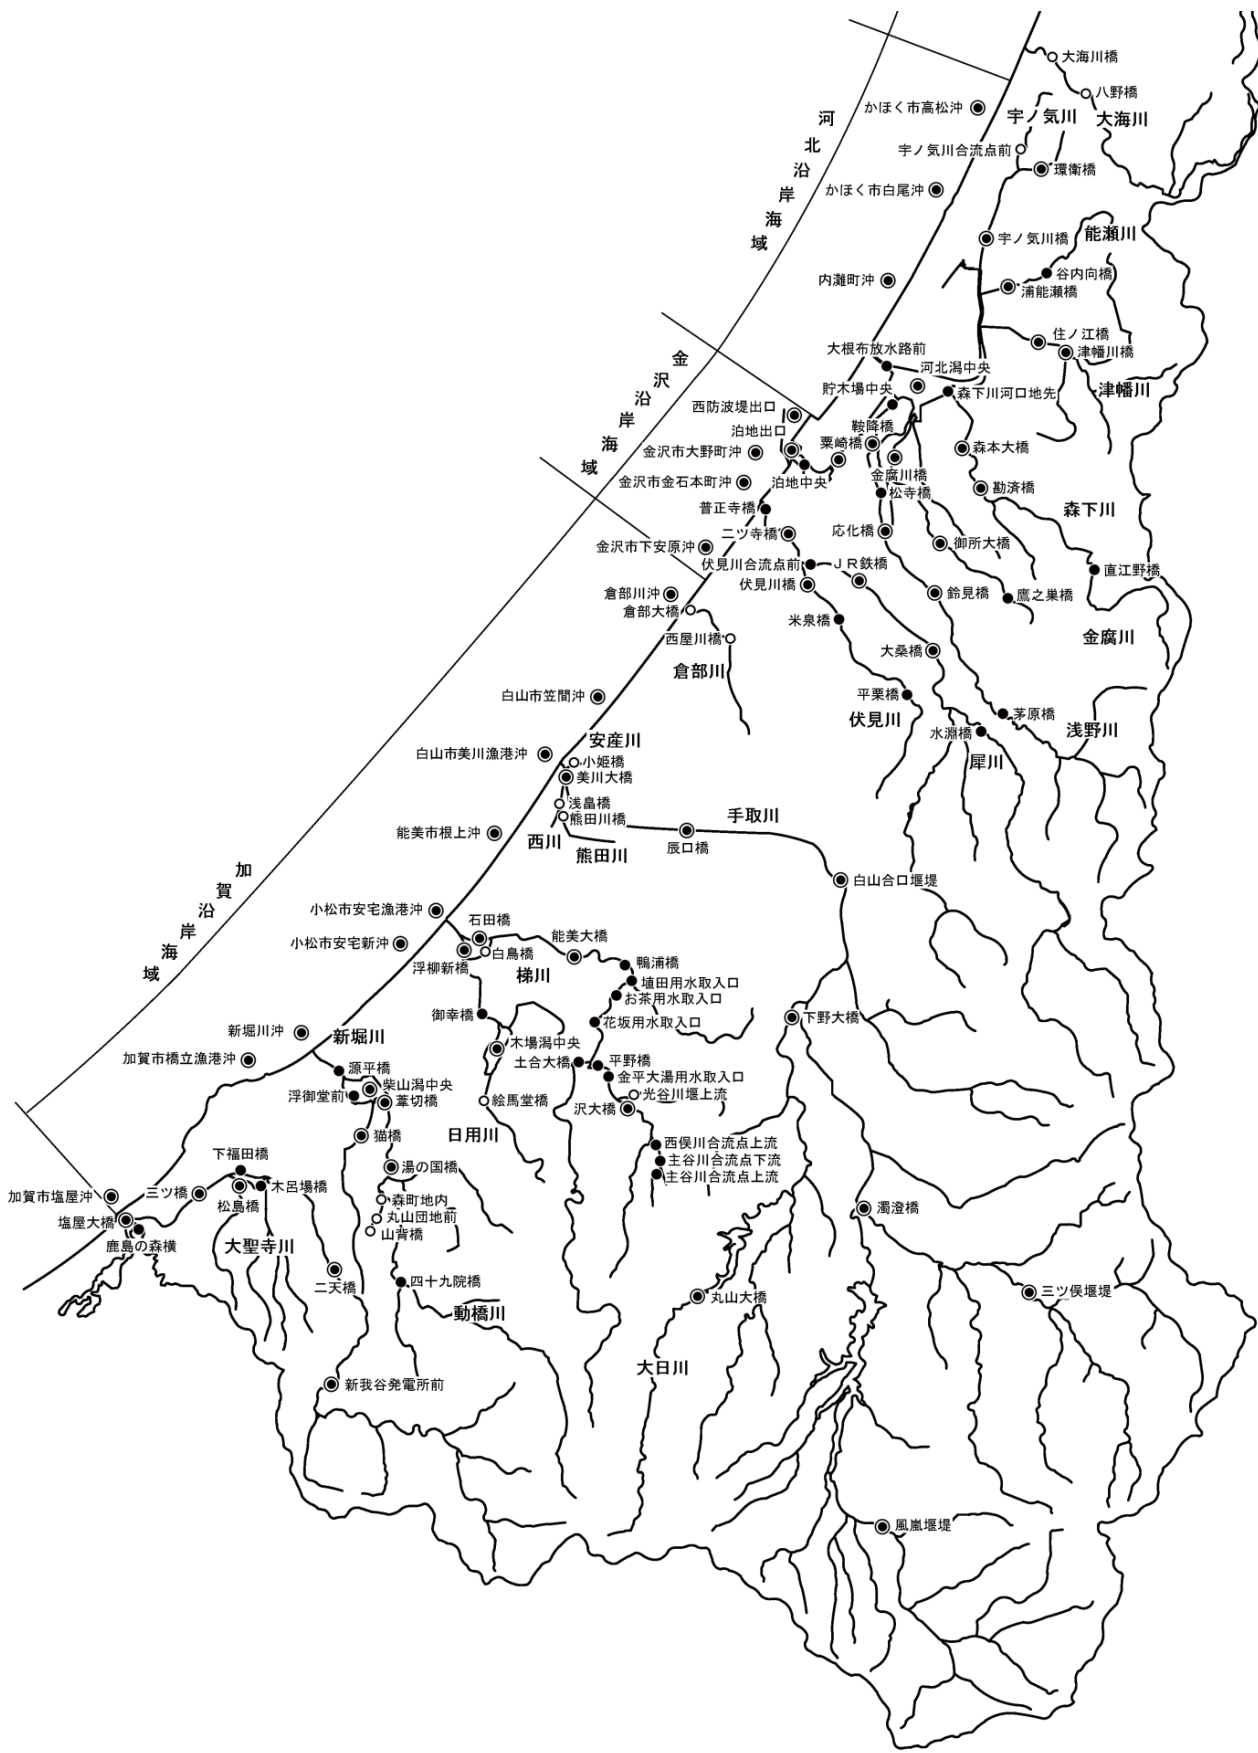 大海川橋
八野橋
大海川
かほく市高松沖
宇ノ気川
宇ノ気川合流点前
環衛橋
かほく市白尾沖
河北沿岸海域
宇ノ気川橋
能瀬川
谷内向橋
内灘町沖
浦能瀬橋
住ノ江橋
津幡川橋
大根布放水路前
河北潟中央
津幡川
貯木場中央
森下川河口地先
金沢沿岸海域
西防波堤出口
泊地出口
鞍降橋
粟崎橋
森本大橋
金沢市大野町沖
金腐川橋
泊地中央
金沢市金石本町沖
松寺橋
勘済橋
森下川
普正寺橋
二ツ寺橋
応化橋
御所大橋
金沢市下安原沖
伏見川合流点前
JR鉄橋
直江野橋
伏見川橋
倉部川沖
鈴見橋
鷹之巣橋
倉部大橋
米泉橋
金腐川
西屋川橋
大桑橋
倉部川
白山市笠間沖
平栗橋
伏見川
茅原橋
浅野川
水淵橋
犀川
安産川
白山市美川漁港沖
小姫橋
美川大橋
浅畠橋
熊田川橋
手取川
能美市根上沖
西川
熊田川
辰口橋
白山合口堰堤
加賀沿岸海域
小松市安宅漁港沖
石田橋
小松市安宅新沖
白鳥橋
能美大橋
浮柳新橋
梯川
鴨浦橋
埴田用水取入口
お茶用水取入口
御幸橋
花坂用水取入口
下野大橋
新堀川沖
新堀川
木場潟中央
加賀市橋立漁港沖
源平橋
土合大橋
平野橋
金平大湯用水取入口
柴山潟中央
浮御堂前
葦切橋
絵馬堂橋
光谷川堰上流
沢大橋
猫橋
日用川
西俣川合流点上流
下福田橋
湯の国橋
主谷川合流点下流
主谷川合流点上流
加賀市塩屋沖
三ツ橋
松島橋
木呂場橋
森町地内
丸山団地前
山背橋
濁澄橋
塩屋大橋
鹿島の森横
大聖寺川
二天橋
四十九院橋
動橋川
丸山大橋
三ツ俣堰堤
大日川
新我谷発電所前
風嵐堰堤